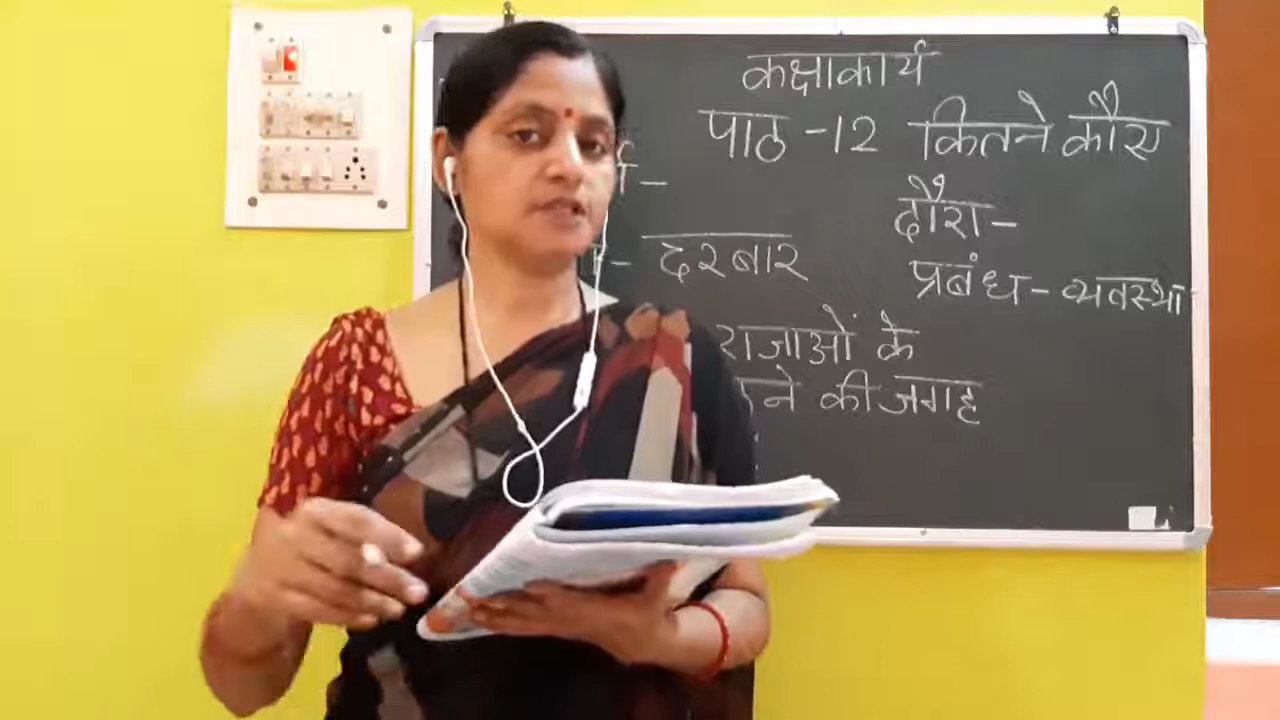 कक्षाकार्य
पाठ -12 कितने कौए
दौरा-
- दरबार
प्रबंध - व्यवस्था
राजाओं के
की जगह